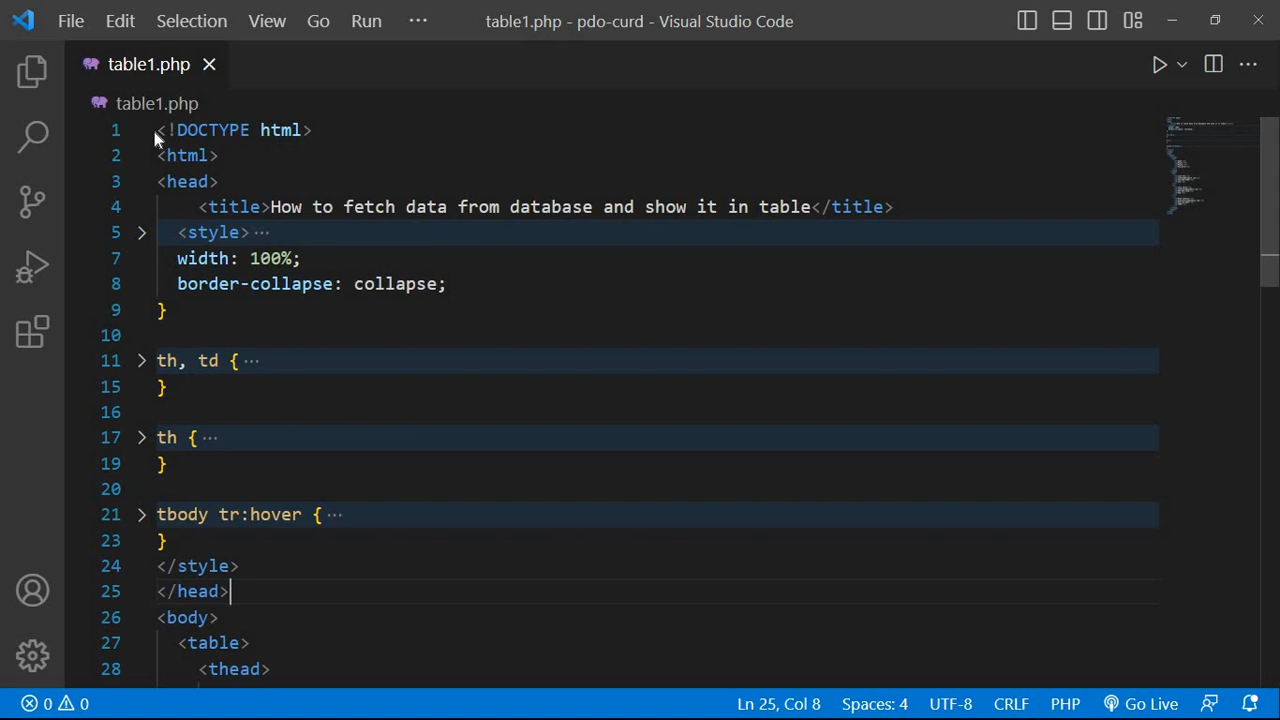 File Edit Selection View Go Run ··· table1.php - pdo-curd - Visual Studio Code
table1.php
table1.php
1 <!DOCTYPE html>
2 <html>
3 <head>
4 <title>How to fetch data from database and show it in table</title>
5 <style>···
7 width: 100%;
8 border-collapse: collapse;
9 }
10
11 th, td {···
15 }
16
17 th {···
19 }
20
21 tbody tr:hover {···
23 }
24 </style>
25 </head>
26 <body>
27 <table>
28 <thead>
0 0 Ln 25, Col 8 Spaces: 4 UTF-8 CRLF PHP Go Live